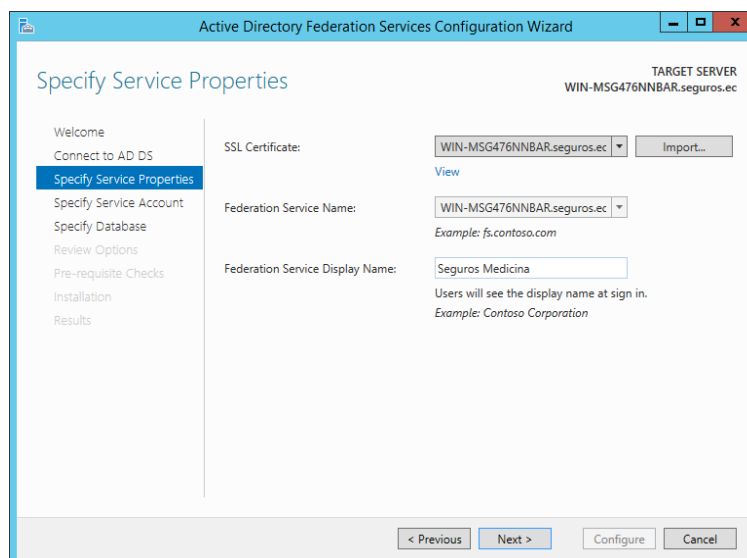 Active Directory Federation Services Configuration Wizard
Specify Service Properties
TARGET SERVER
WIN-MSG476NNBAR.seguros.ec
Welcome
Connect to AD DS
Specify Service Properties
Specify Service Account
Specify Database
Review Options
Pre-requisite Checks
Installation
Results
SSL Certificate:
WIN-MSG476NNBAR.seguros.ec
Import...
View
Federation Service Name:
WIN-MSG476NNBAR.seguros.ec
Example: fs.contoso.com
Federation Service Display Name:
Seguros Medicina
Users will see the display name at sign in.
Example: Contoso Corporation
< Previous
Next >
Configure
Cancel